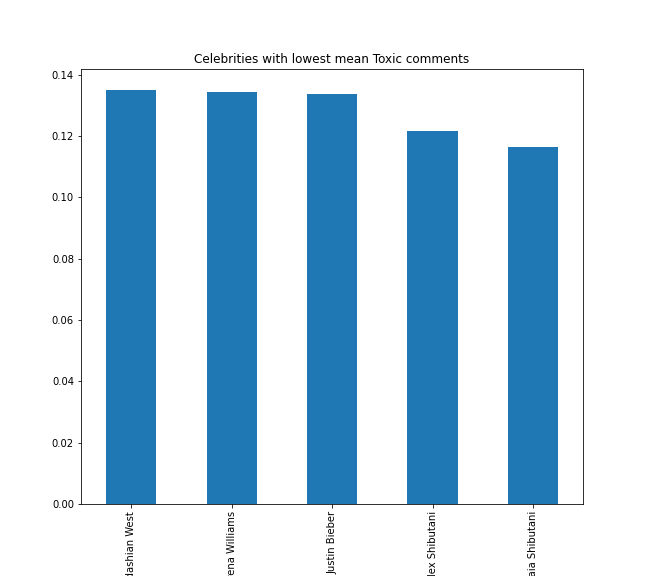 Celebrities with lowest mean Toxic comments
0.14
0.12
0.10
0.08
0.06
0.04
0.02
0.00
dashian West
ena Williams
Justin Bieber
lex Shibutani
aia Shibutani